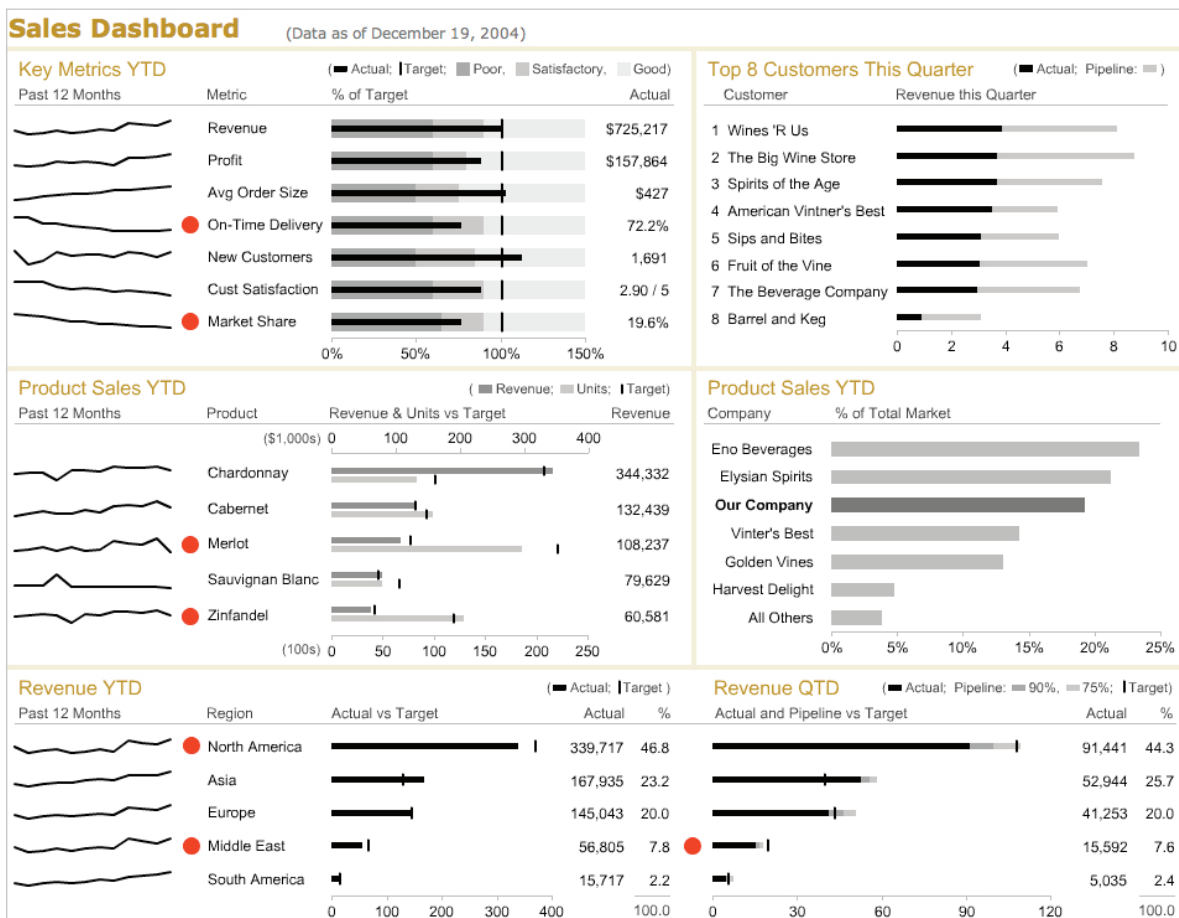 Sales Dashboard (Data as of December 19, 2004)
Key Metrics YTD (Actual; Target; Poor, Satisfactory, Good)
Past 12 Months Metric % of Target Actual
Revenue $725,217
Profit $157,864
Avg Order Size $427
On-Time Delivery 72.2%
New Customers 1,691
Cust Satisfaction 2.90 / 5
Market Share 19.6%
0% 50% 100% 150%
Top 8 Customers This Quarter (Actual; Pipeline: )
Customer Revenue this Quarter
1 Wines 'R Us
2 The Big Wine Store
3 Spirits of the Age
4 American Vintner's Best
5 Sips and Bites
6 Fruit of the Vine
7 The Beverage Company
8 Barrel and Keg
0 2 4 6 8 10
Product Sales YTD ( Revenue; Units; Target)
Past 12 Months Product Revenue & Units vs Target Revenue
($1,000s) 0 100 200 300 400
Chardonnay 344,332
Cabernet 132,439
Merlot 108,237
Sauvignan Blanc 79,629
Zinfandel 60,581
(100s) 0 50 100 150 200 250
Product Sales YTD
Company % of Total Market
Eno Beverages
Elysian Spirits
Our Company
Vinter's Best
Golden Vines
Harvest Delight
All Others
0% 5% 10% 15% 20% 25%
Revenue YTD ( Actual; Target )
Past 12 Months Region Actual vs Target Actual %
North America 339,717 46.8
Asia 167,935 23.2
Europe 145,043 20.0
Middle East 56,805 7.8
South America 15,717 2.2
0 100 200 300 400 100.0
Revenue QTD ( Actual; Pipeline: 90%, 75%; Target)
Actual and Pipeline vs Target Actual %
91,441 44.3
52,944 25.7
41,253 20.0
15,592 7.6
5,035 2.4
0 30 60 90 120 100.0